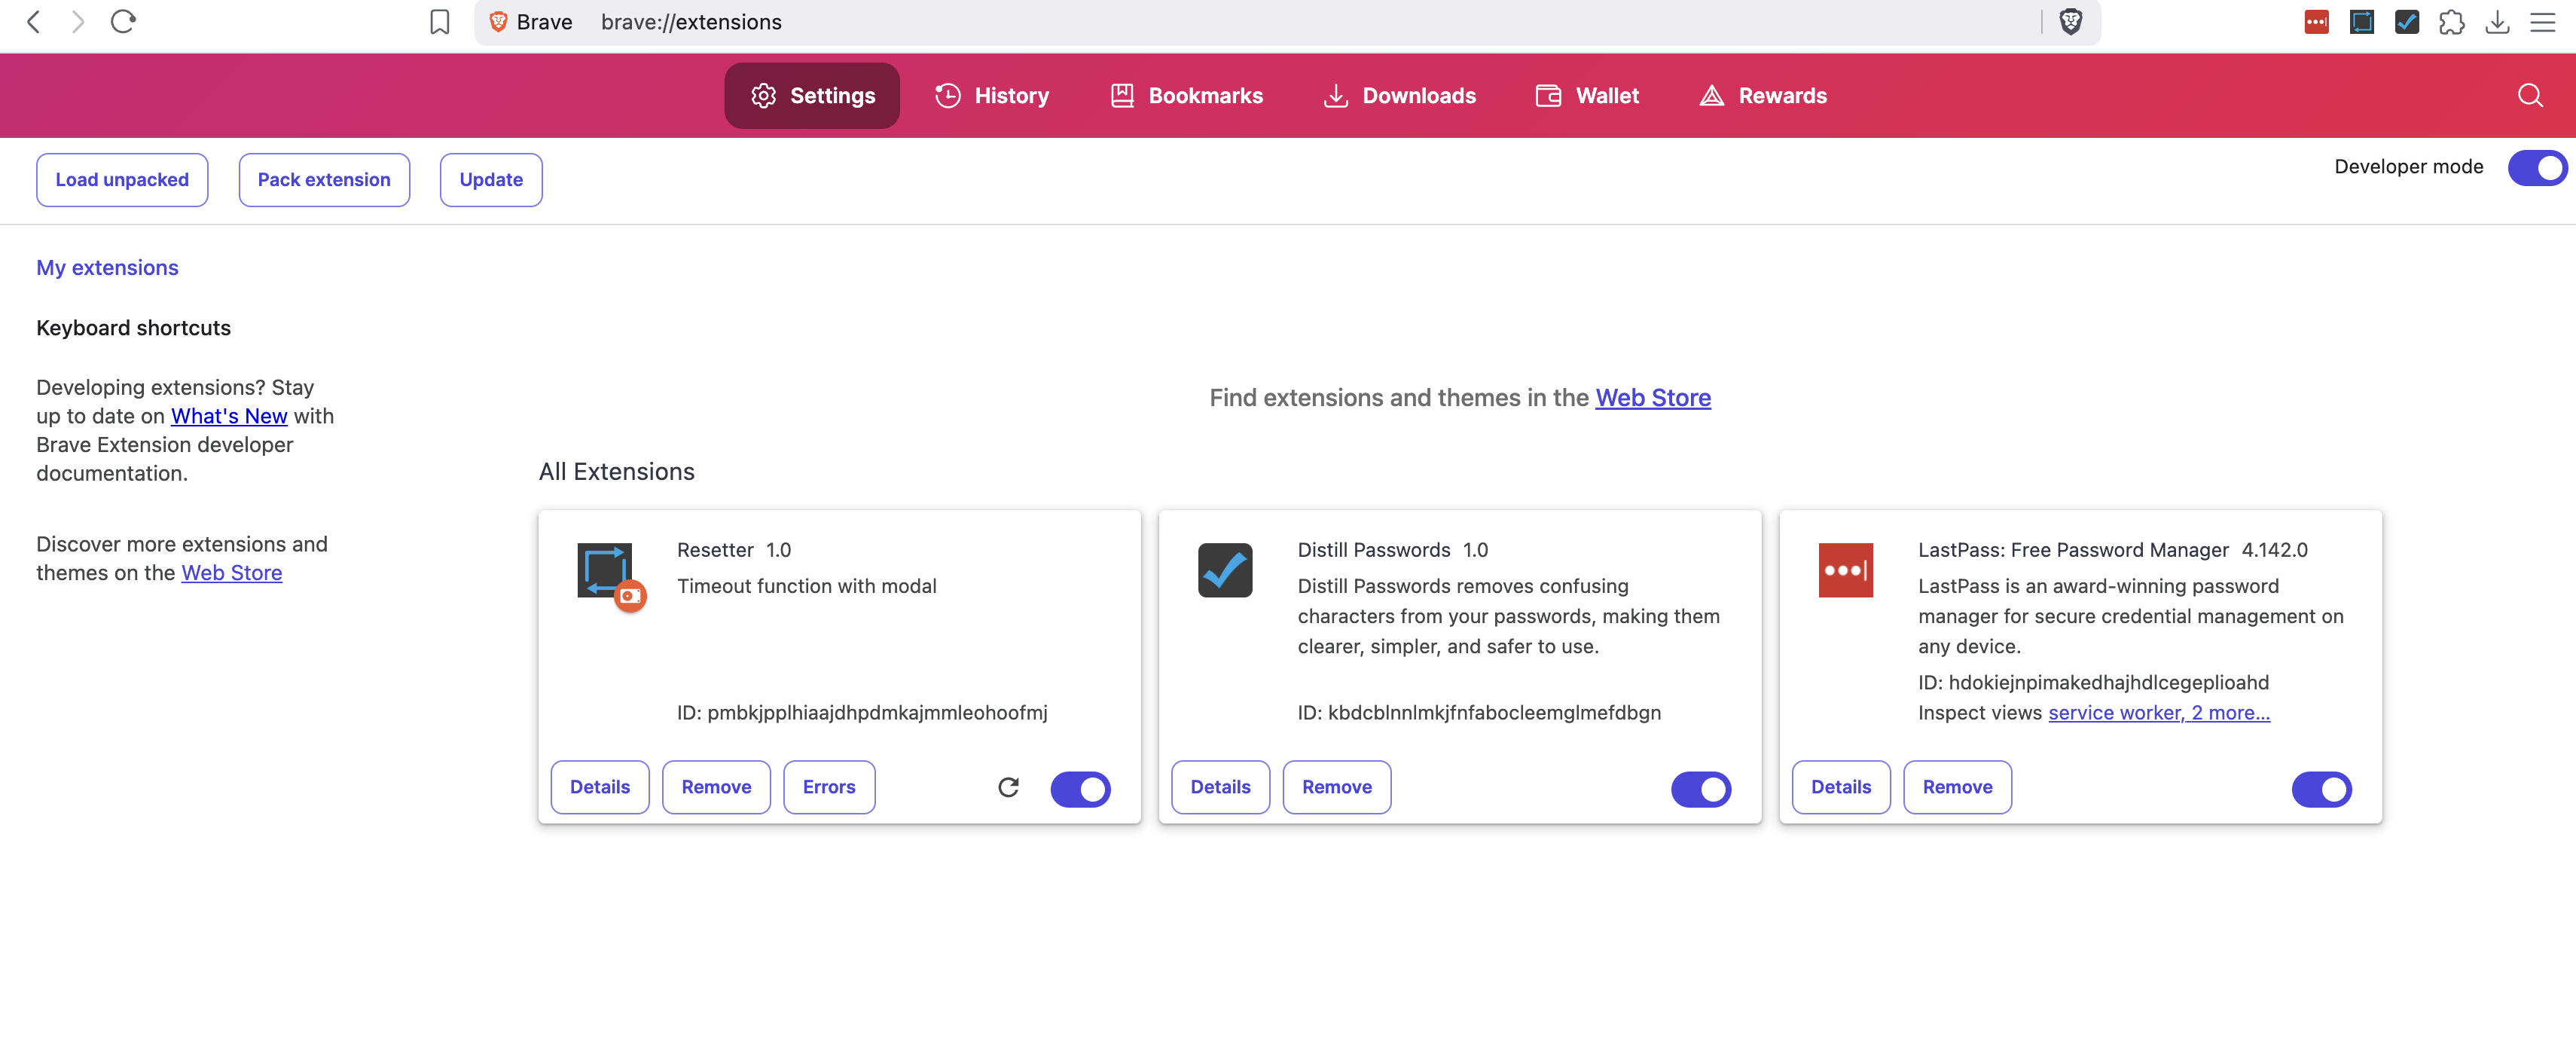 Brave brave://extensions
Settings History Bookmarks Downloads Wallet Rewards
Load unpacked Pack extension Update Developer mode
My extensions
Keyboard shortcuts
Developing extensions? Stay
up to date on What's New with
Brave Extension developer
documentation.
Discover more extensions and
themes on the Web Store
Find extensions and themes in the Web Store
All Extensions
Resetter 1.0
Timeout function with modal
ID: pmbkjpplhiaajdhpdmkajmmleohoofmj
Details Remove Errors
Distill Passwords 1.0
Distill Passwords removes confusing
characters from your passwords, making them
clearer, simpler, and safer to use.
ID: kbdcblnnlmkjfnfabocleemglmefdbgn
Details Remove
LastPass: Free Password Manager 4.142.0
LastPass is an award-winning password
manager for secure credential management on
any device.
ID: hdokiejnpimakedhajhdlcegeplioahd
Inspect views service worker, 2 more...
Details Remove